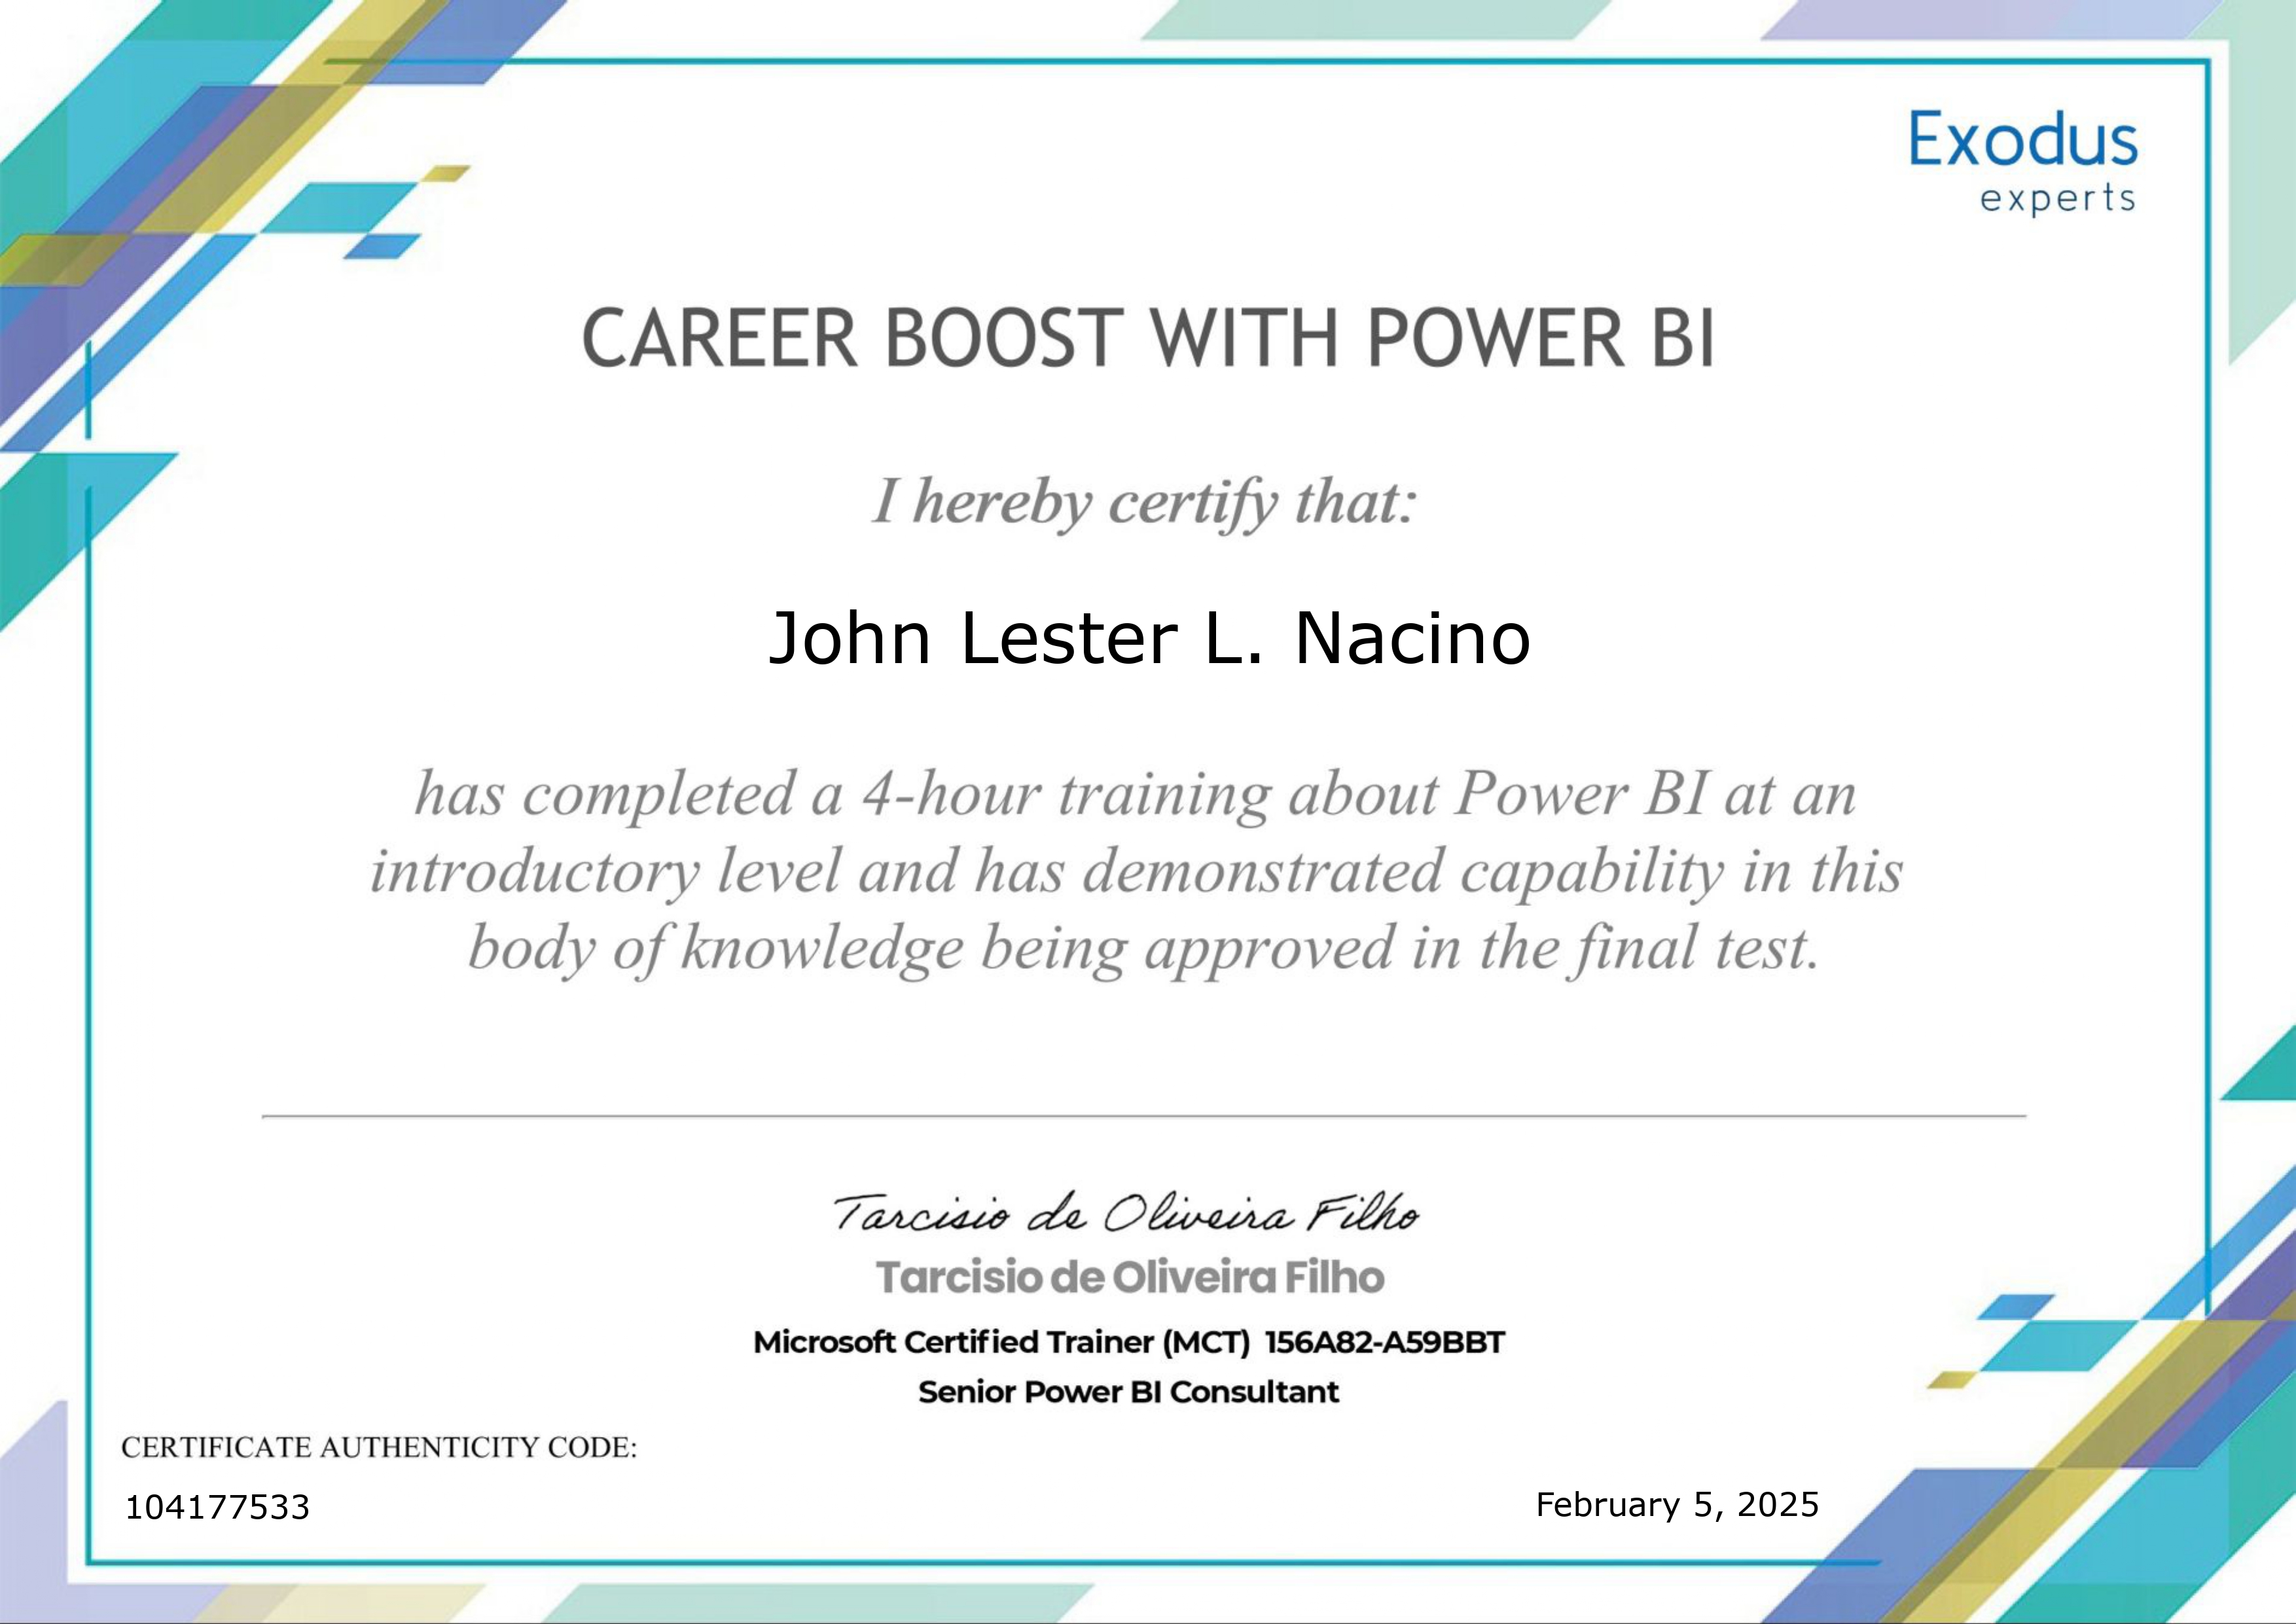 Exodus
experts
CAREER BOOST WITH POWER BI
I hereby certify that:
John Lester L. Nacino
has completed a 4-hour training about Power BI at an
introductory level and has demonstrated capability in this
body of knowledge being approved in the final test.
Tarcisio de Oliveira Filho
Tarcisio de Oliveira Filho
Microsoft Certified Trainer (MCT) 156A82-A59BBT
Senior Power BI Consultant
CERTIFICATE AUTHENTICITY CODE:
104177533
February 5, 2025